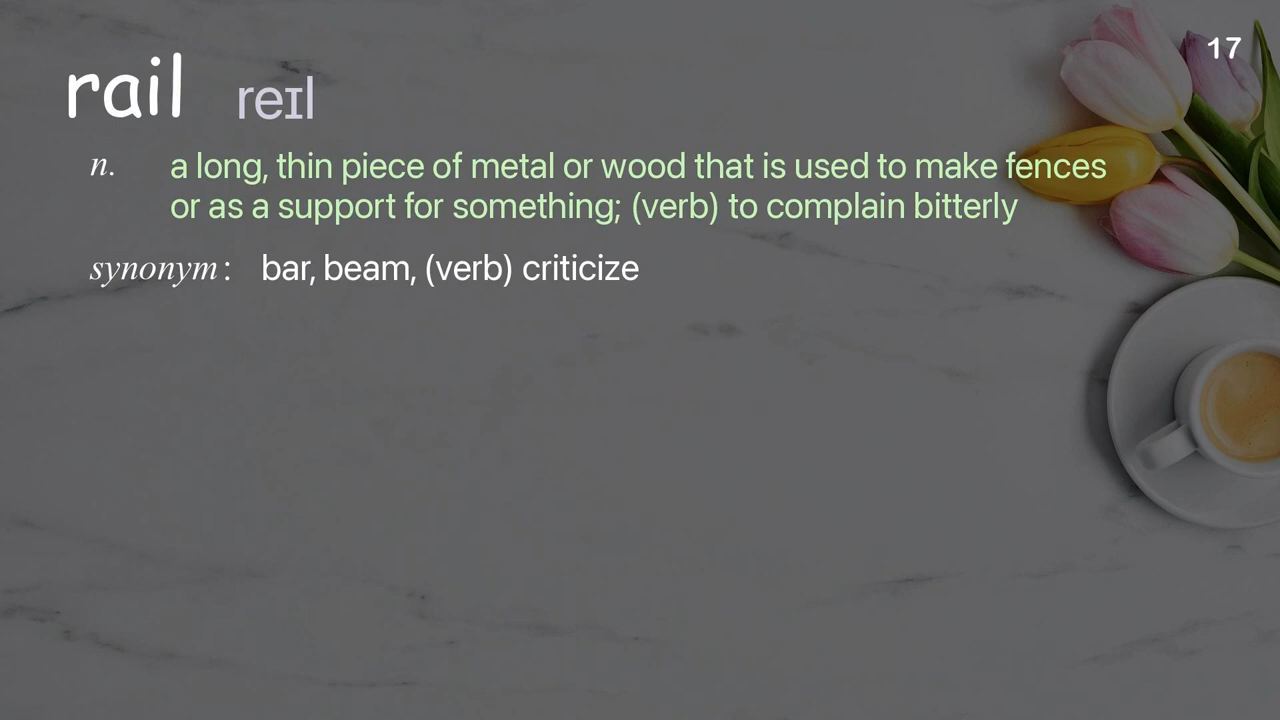 17
rail reɪl
n. a long, thin piece of metal or wood that is used to make fences
or as a support for something; (verb) to complain bitterly
synonym : bar, beam, (verb) criticize